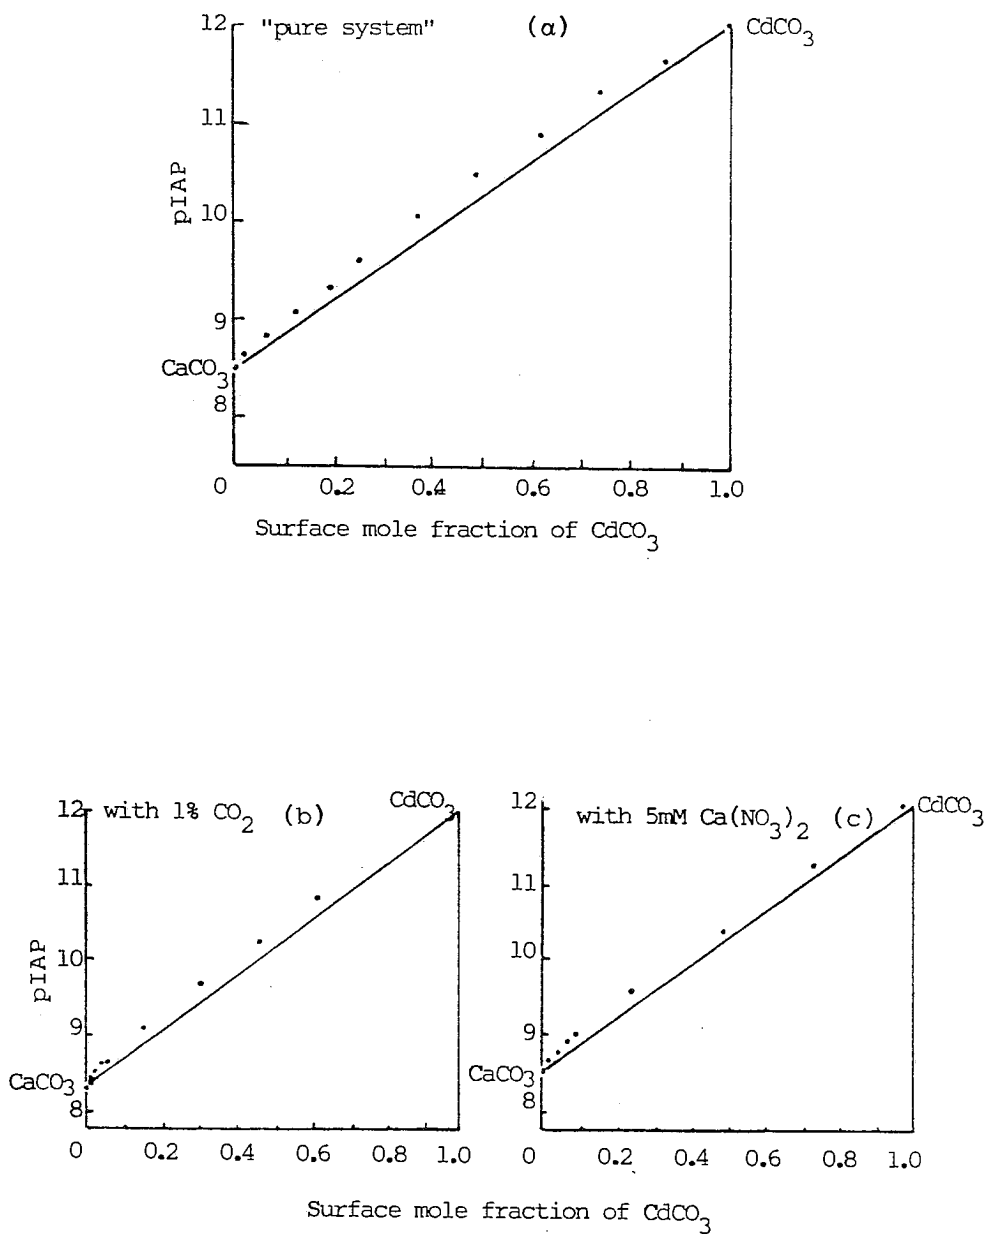 "pure system" (α)
CdCO3
12
11
10
9
8
pIAP
CaCO3
0 0.2 0.4 0.6 0.8 1.0
Surface mole fraction of CdCO3
with 1% CO2 (b)
CdCO3
12
11
10
9
8
pIAP
CaCO3
0 0.2 0.4 0.6 0.8 1.0
with 5mM Ca(NO3)2 (c)
CdCO3
12
11
10
9
8
CaCO3
0 0.2 0.4 0.6 0.8 1.0
Surface mole fraction of CdCO3